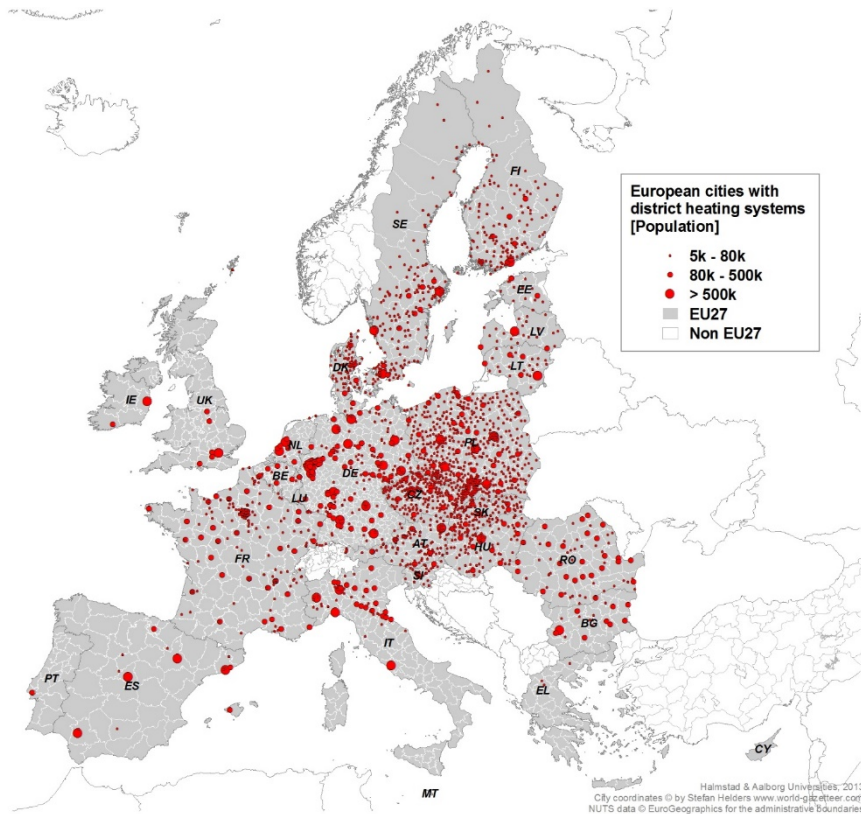 European cities with
district heating systems
[Population]
5k - 80k
80k - 500k
> 500k
EU27
Non EU27
FI
SE
EE
LV
LT
DK
IE
UK
NL
PL
BE
DE
LU
CZ
SK
AT
HU
FR
SI
RO
BG
IT
PT
ES
EL
CY
MT
Halmstad & Aalborg Universities, 2013
City coordinates © by Stefan Helders www.world-gazetteer.com
NUTS data © EuroGeographics for the administrative boundaries